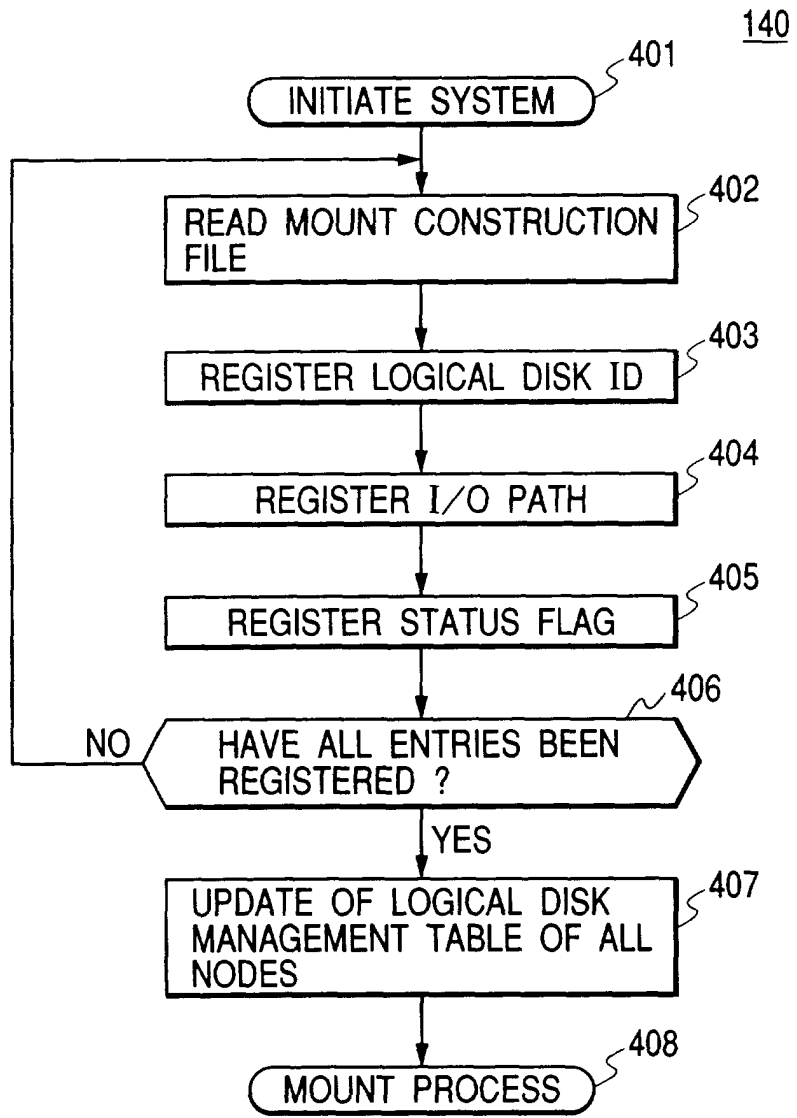 140
401
INITIATE SYSTEM
402
READ MOUNT CONSTRUCTION
FILE
403
REGISTER LOGICAL DISK ID
404
REGISTER I/O PATH
405
REGISTER STATUS FLAG
406
NO
HAVE ALL ENTRIES BEEN
REGISTERED ?
YES
407
UPDATE OF LOGICAL DISK
MANAGEMENT TABLE OF ALL
NODES
408
MOUNT PROCESS